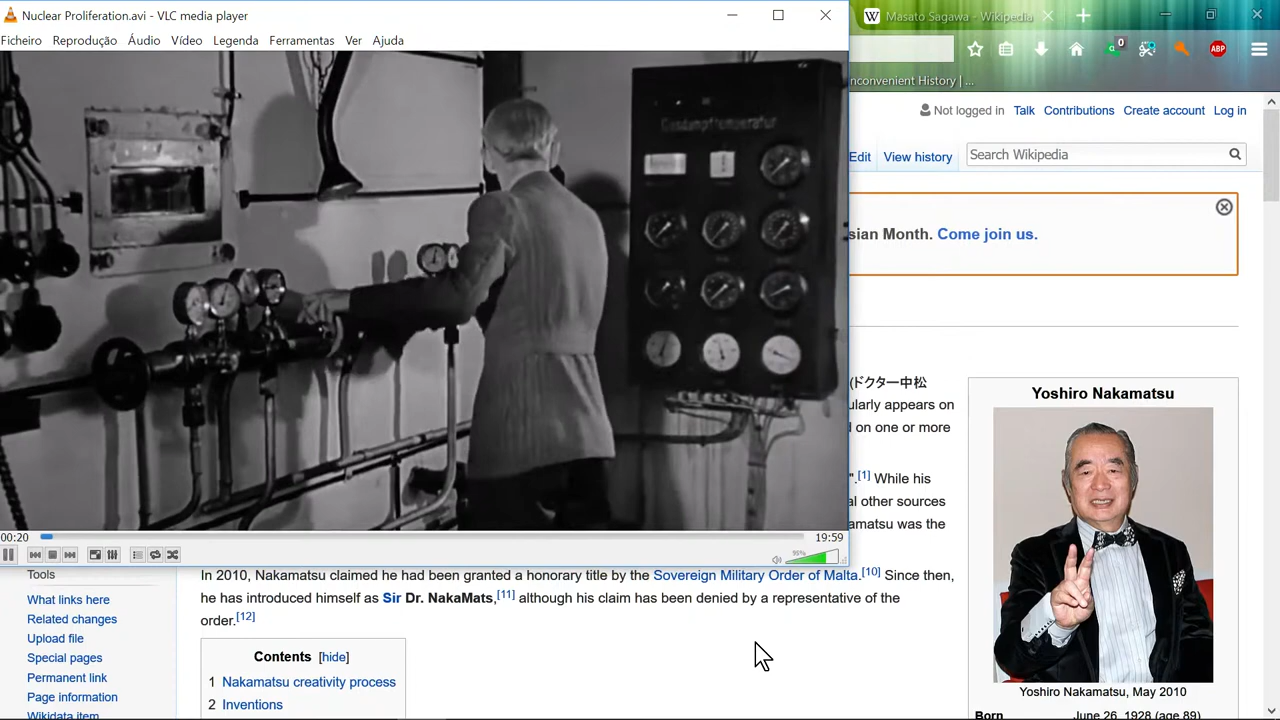 Nuclear Proliferation.avi - VLC media player
W Masato Sagawa - Wikipedia
Ficheiro Reprodução Áudio Vídeo Legenda Ferramentas Ver Ajuda
0
ABP
nconvenient History | ...
Not logged in Talk Contributions Create account Log in
Edit View history Search Wikipedia
sian Month. Come join us.
(ドクター中松
ularly appears on
d on one or more
".[1] While his
al other sources
amatsu was the
Yoshiro Nakamatsu
Yoshiro Nakamatsu, May 2010
Born June 26, 1928 (age 89)
00:20 19:59
95%
Tools
What links here
Related changes
Upload file
Special pages
Permanent link
Page information
Wikidata item
In 2010, Nakamatsu claimed he had been granted a honorary title by the Sovereign Military Order of Malta.[10] Since then,
he has introduced himself as Sir Dr. NakaMats,[11] although his claim has been denied by a representative of the
order.[12]
Contents [hide]
1 Nakamatsu creativity process
2 Inventions